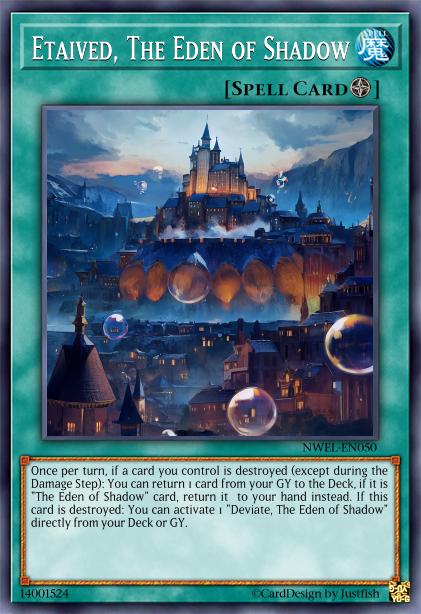 Etaived, The Eden of Shadow
SPELL
魔
[Spell Card]
NWEL-EN050
Once per turn, if a card you control is destroyed (except during the
Damage Step): You can return 1 card from your GY to the Deck, if it is
"The Eden of Shadow" card, return it to your hand instead. If this
card is destroyed: You can activate 1 "Deviate, The Eden of Shadow"
directly from your Deck or GY.
14001524
©CardDesign by Justfish